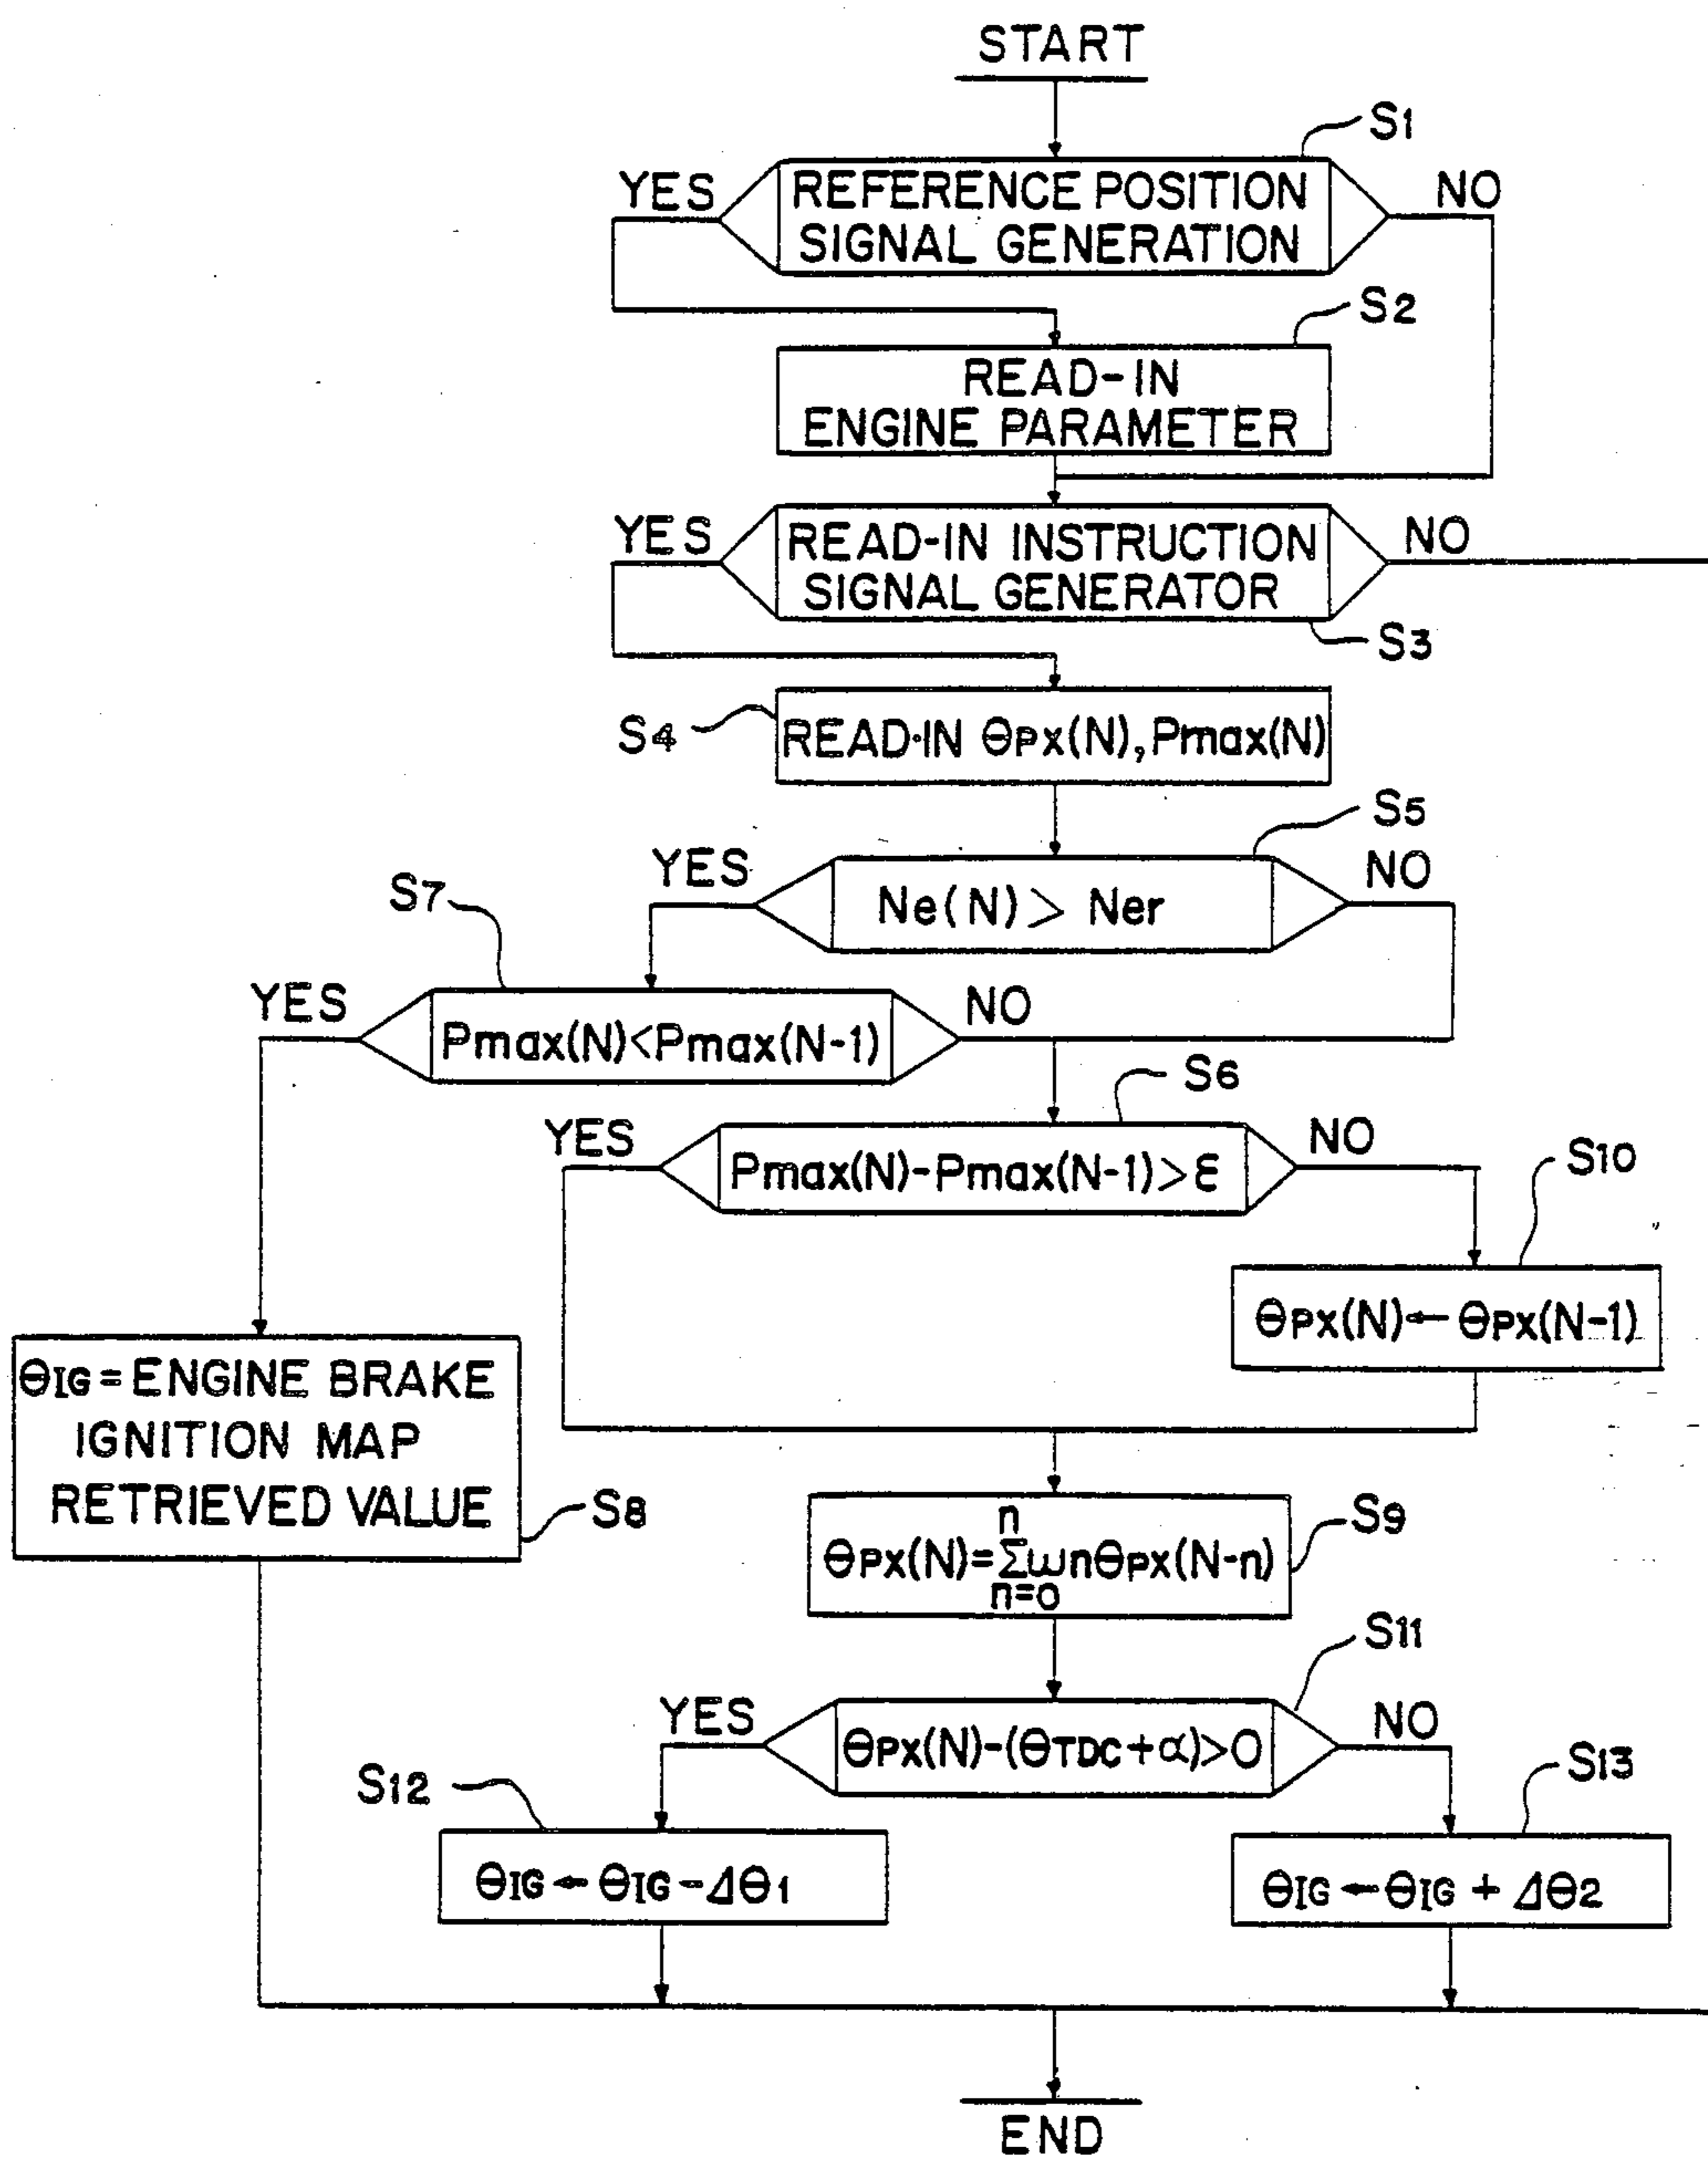 START
S1
YES
REFERENCE POSITION
SIGNAL GENERATION
NO
S2
READ-IN
ENGINE PARAMETER
YES
READ-IN INSTRUCTION
SIGNAL GENERATOR
NO
S3
S4
READ-IN θPX(N), Pmax(N)
S5
YES
Ne(N) > Ner
NO
S7
YES
Pmax(N)<Pmax(N-1)
NO
S6
YES
Pmax(N)-Pmax(N-1)>ε
NO
S10
θPX(N)←θPX(N-1)
θIG = ENGINE BRAKE
IGNITION MAP
RETRIEVED VALUE
S8
S9
n
θPX(N)=ΣωnθPX(N-n)
n=0
S11
YES
θPX(N)-(θTDC+α)>0
NO
S12
S13
θIG ← θIG - Δθ1
θIG ← θIG + Δθ2
END